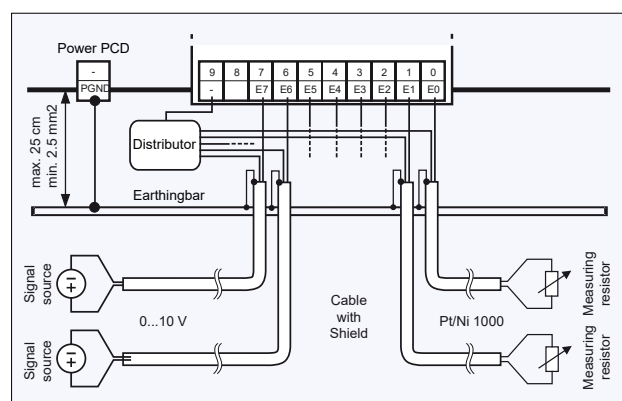 Power PCD
-
PGND
9 8 7 6 5 4 3 2 1 0
- E7 E6 E5 E4 E3 E2 E1 E0
max. 25 cm
min. 2.5 mm2
Distributor
Earthingbar
Signal
source
0...10 V
Cable
with
Shield
Pt/Ni 1000
Measuring
resistor
Signal
source
Measuring
resistor